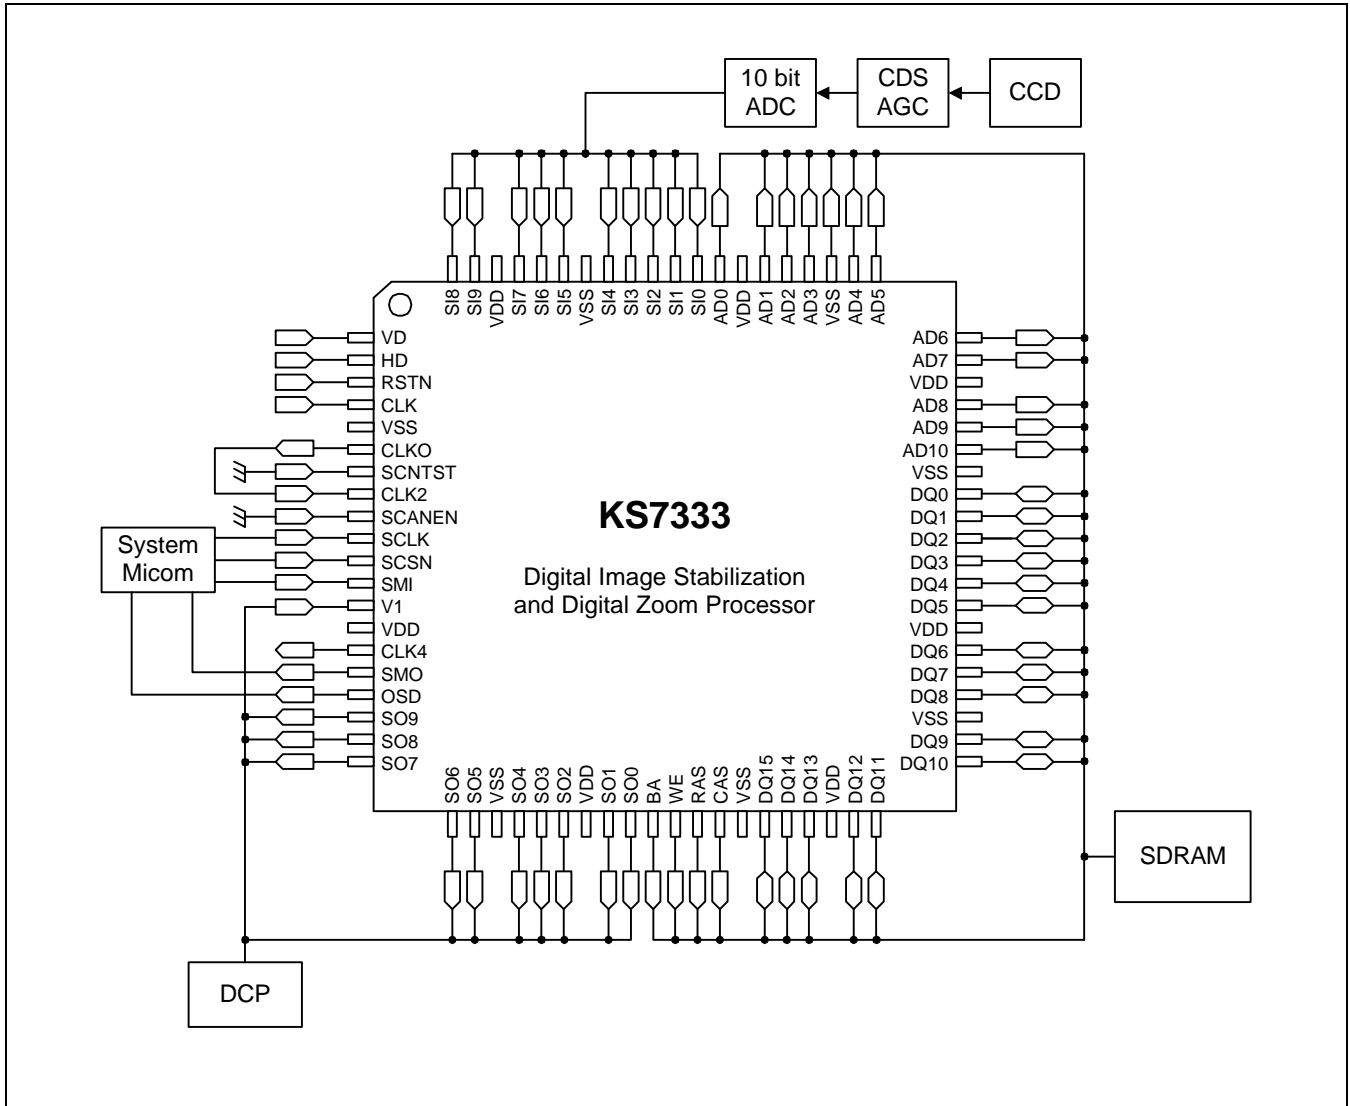 10 bit
ADC
CDS
AGC
CCD
SI8
SI9
VDD
SI7
SI6
SI5
VSS
SI4
SI3
SI2
SI1
SI0
AD0
VDD
AD1
AD2
AD3
VSS
AD4
AD5
VD
HD
RSTN
CLK
VSS
CLKO
SCNTST
CLK2
SCANEN
SCLK
SCSN
SMI
V1
VDD
CLK4
SMO
OSD
SO9
SO8
SO7
System
Micom
KS7333
Digital Image Stabilization
and Digital Zoom Processor
AD6
AD7
VDD
AD8
AD9
AD10
VSS
DQ0
DQ1
DQ2
DQ3
DQ4
DQ5
VDD
DQ6
DQ7
DQ8
VSS
DQ9
DQ10
SO6
SO5
VSS
SO4
SO3
SO2
VDD
SO1
SO0
BA
WE
RAS
CAS
VSS
DQ15
DQ14
DQ13
VDD
DQ12
DQ11
SDRAM
DCP